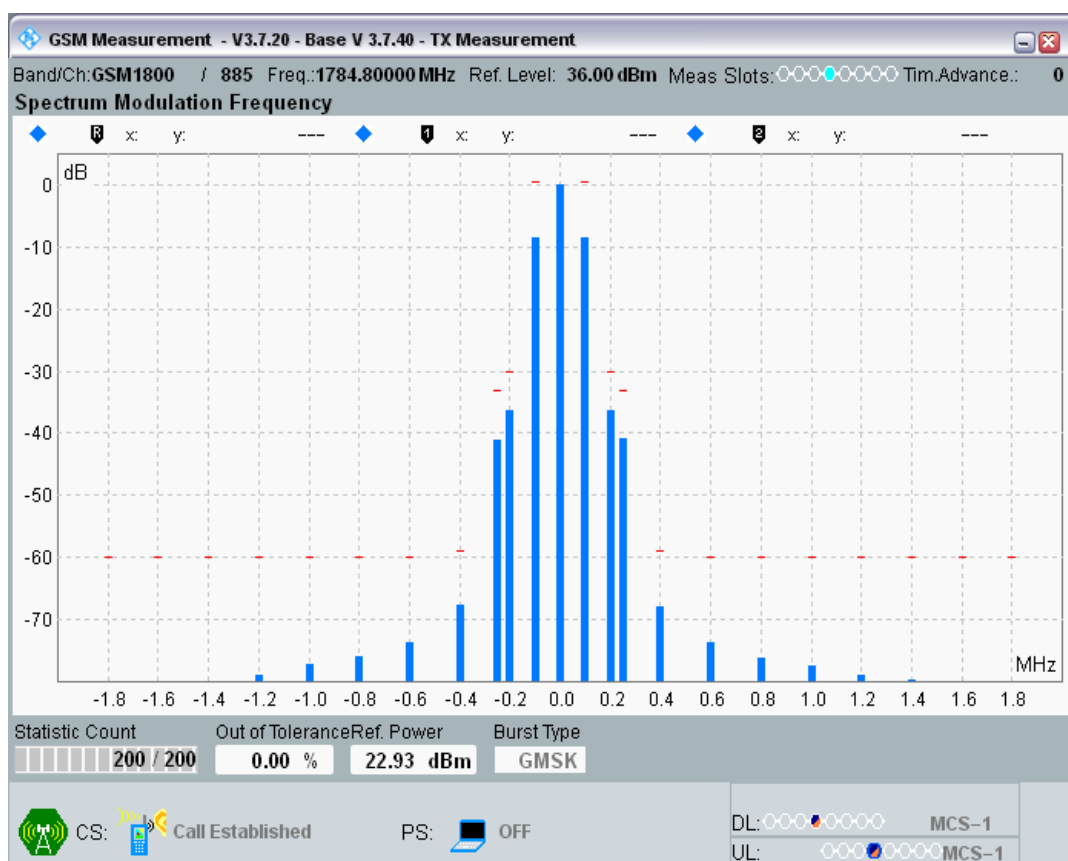 GSM Measurement - V3.7.20 - Base V 3.7.40 - TX Measurement
Band/Ch:GSM1800 / 885 Freq.:1784.80000 MHz Ref. Level: 36.00 dBm Meas Slots: Tim.Advance.: 0
Spectrum Modulation Frequency
R x: y: --- 1 x: y: --- 2 x: y: ---
dB
0
-10
-20
-30
-40
-50
-60
-70
MHz
-1.8 -1.6 -1.4 -1.2 -1.0 -0.8 -0.6 -0.4 -0.2 0.0 0.2 0.4 0.6 0.8 1.0 1.2 1.4 1.6 1.8
Statistic Count Out of Tolerance Ref. Power Burst Type
200 / 200 0.00 % 22.93 dBm GMSK
CS: Call Established PS: OFF
DL: MCS-1
UL: MCS-1